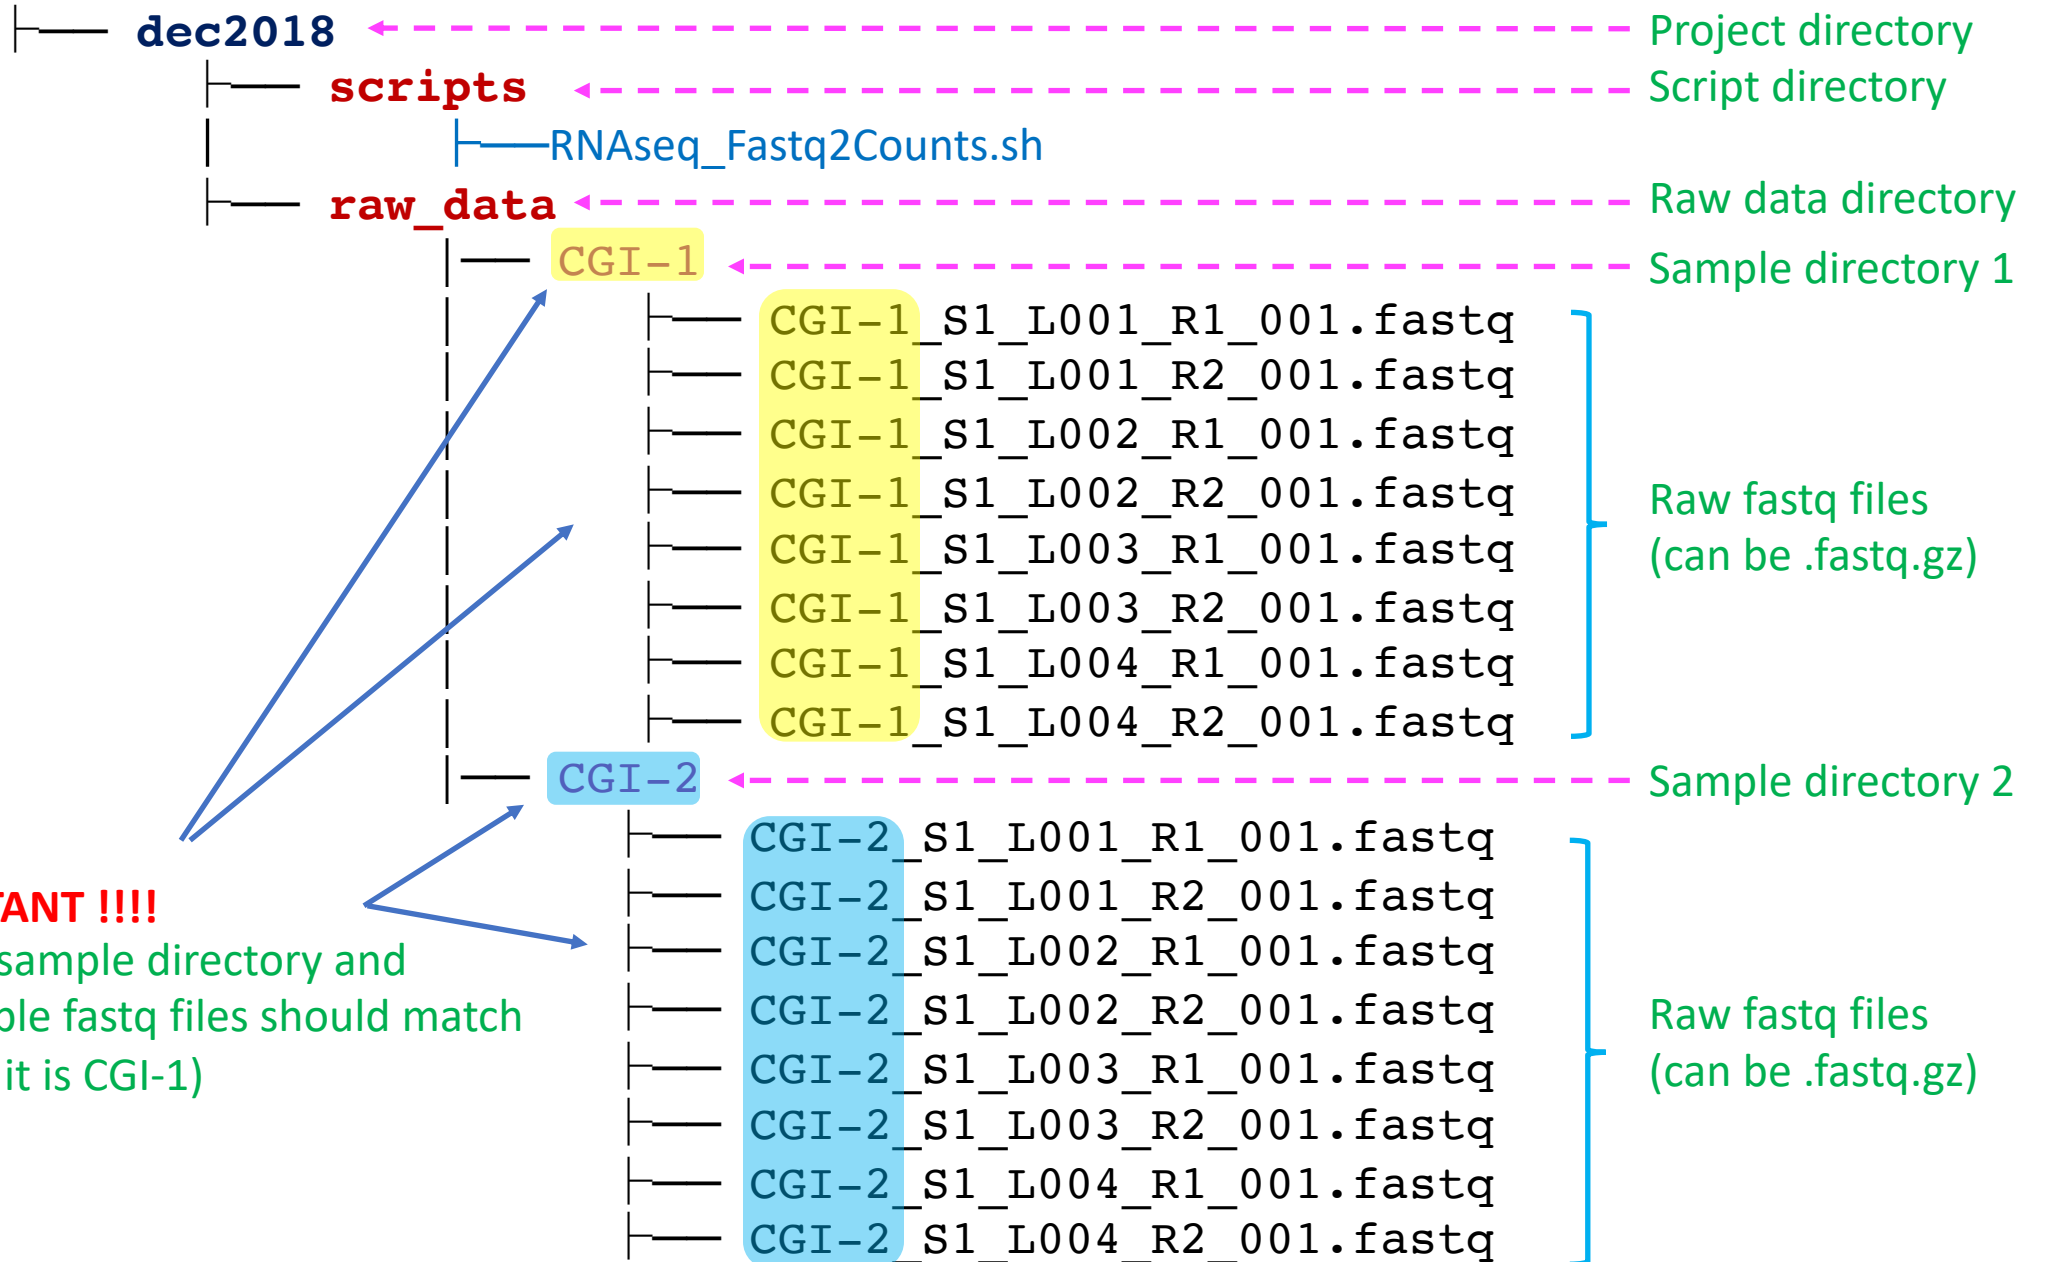 dec2018
Project directory
scripts
Script directory
RNAseq_Fastq2Counts.sh
raw_data
Raw data directory
CGI-1
Sample directory 1
CGI-1_S1_L001_R1_001.fastq
CGI-1_S1_L001_R2_001.fastq
CGI-1_S1_L002_R1_001.fastq
CGI-1_S1_L002_R2_001.fastq
CGI-1_S1_L003_R1_001.fastq
CGI-1_S1_L003_R2_001.fastq
CGI-1_S1_L004_R1_001.fastq
CGI-1_S1_L004_R2_001.fastq
Raw fastq files
(can be .fastq.gz)
CGI-2
Sample directory 2
CGI-2_S1_L001_R1_001.fastq
CGI-2_S1_L001_R2_001.fastq
CGI-2_S1_L002_R1_001.fastq
CGI-2_S1_L002_R2_001.fastq
CGI-2_S1_L003_R1_001.fastq
CGI-2_S1_L003_R2_001.fastq
CGI-2_S1_L004_R1_001.fastq
CGI-2_S1_L004_R2_001.fastq
Raw fastq files
(can be .fastq.gz)
TANT !!!!
sample directory and
ple fastq files should match
it is CGI-1)